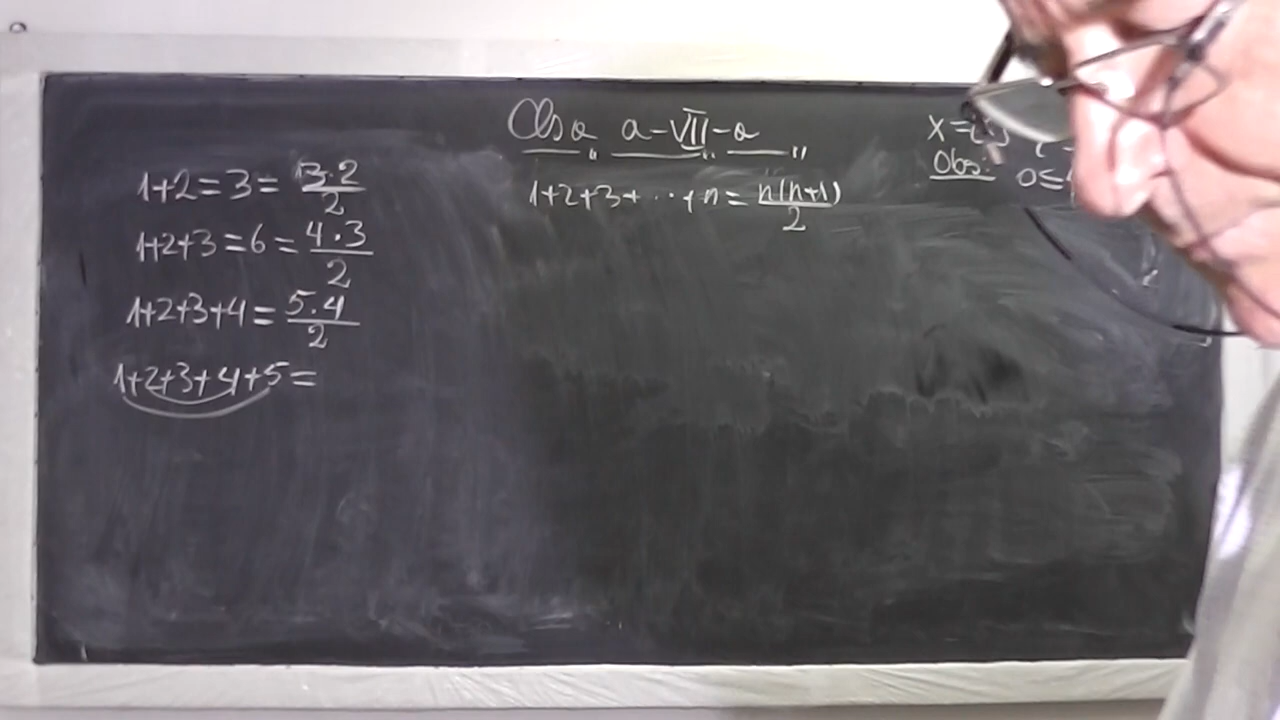 a-VII-a
1+2=3=3·2/2
1+2+3=6=4·3/2
1+2+3+4=5·4/2
1+2+3+4+5=
1+2+3+···+n=n(n+1)/2
x=
Obs:
0≤